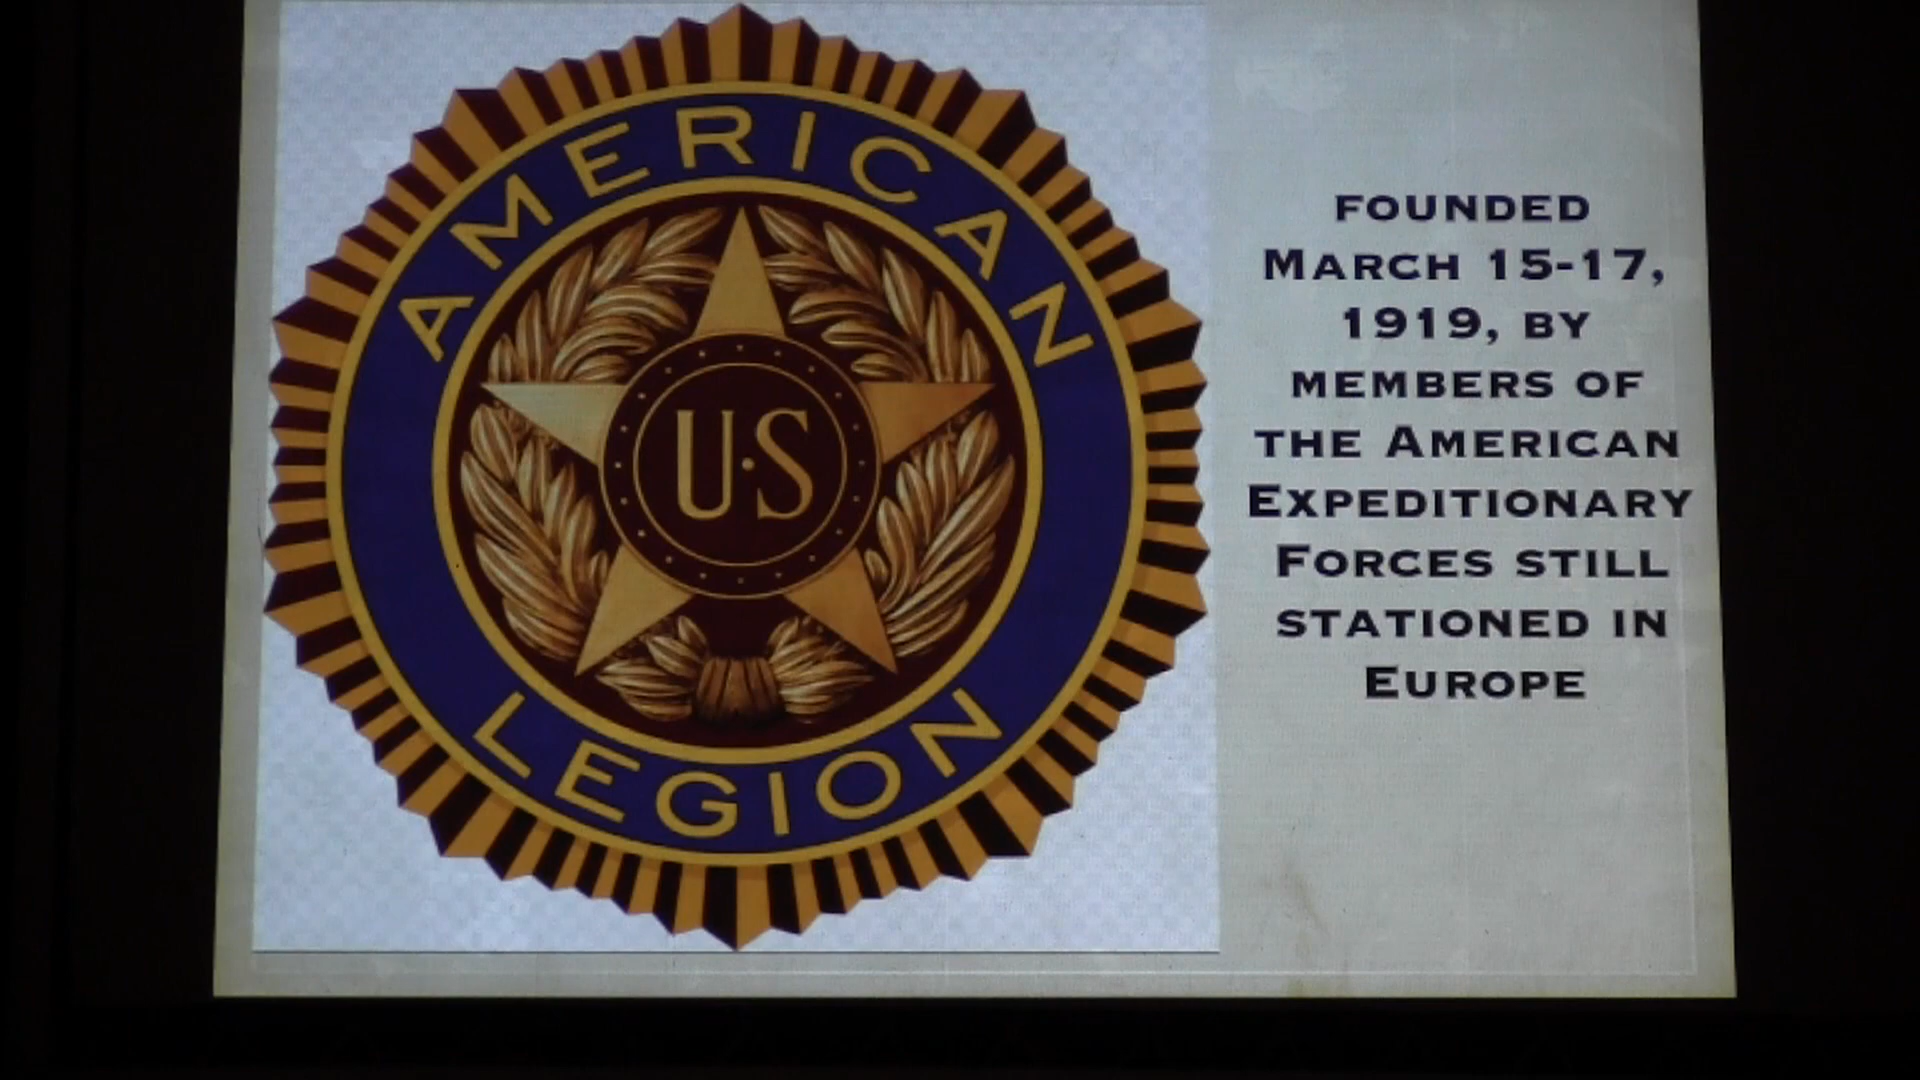 AMERICAN
U·S
LEGION
FOUNDED
MARCH 15-17,
1919, BY
MEMBERS OF
THE AMERICAN
EXPEDITIONARY
FORCES STILL
STATIONED IN
EUROPE